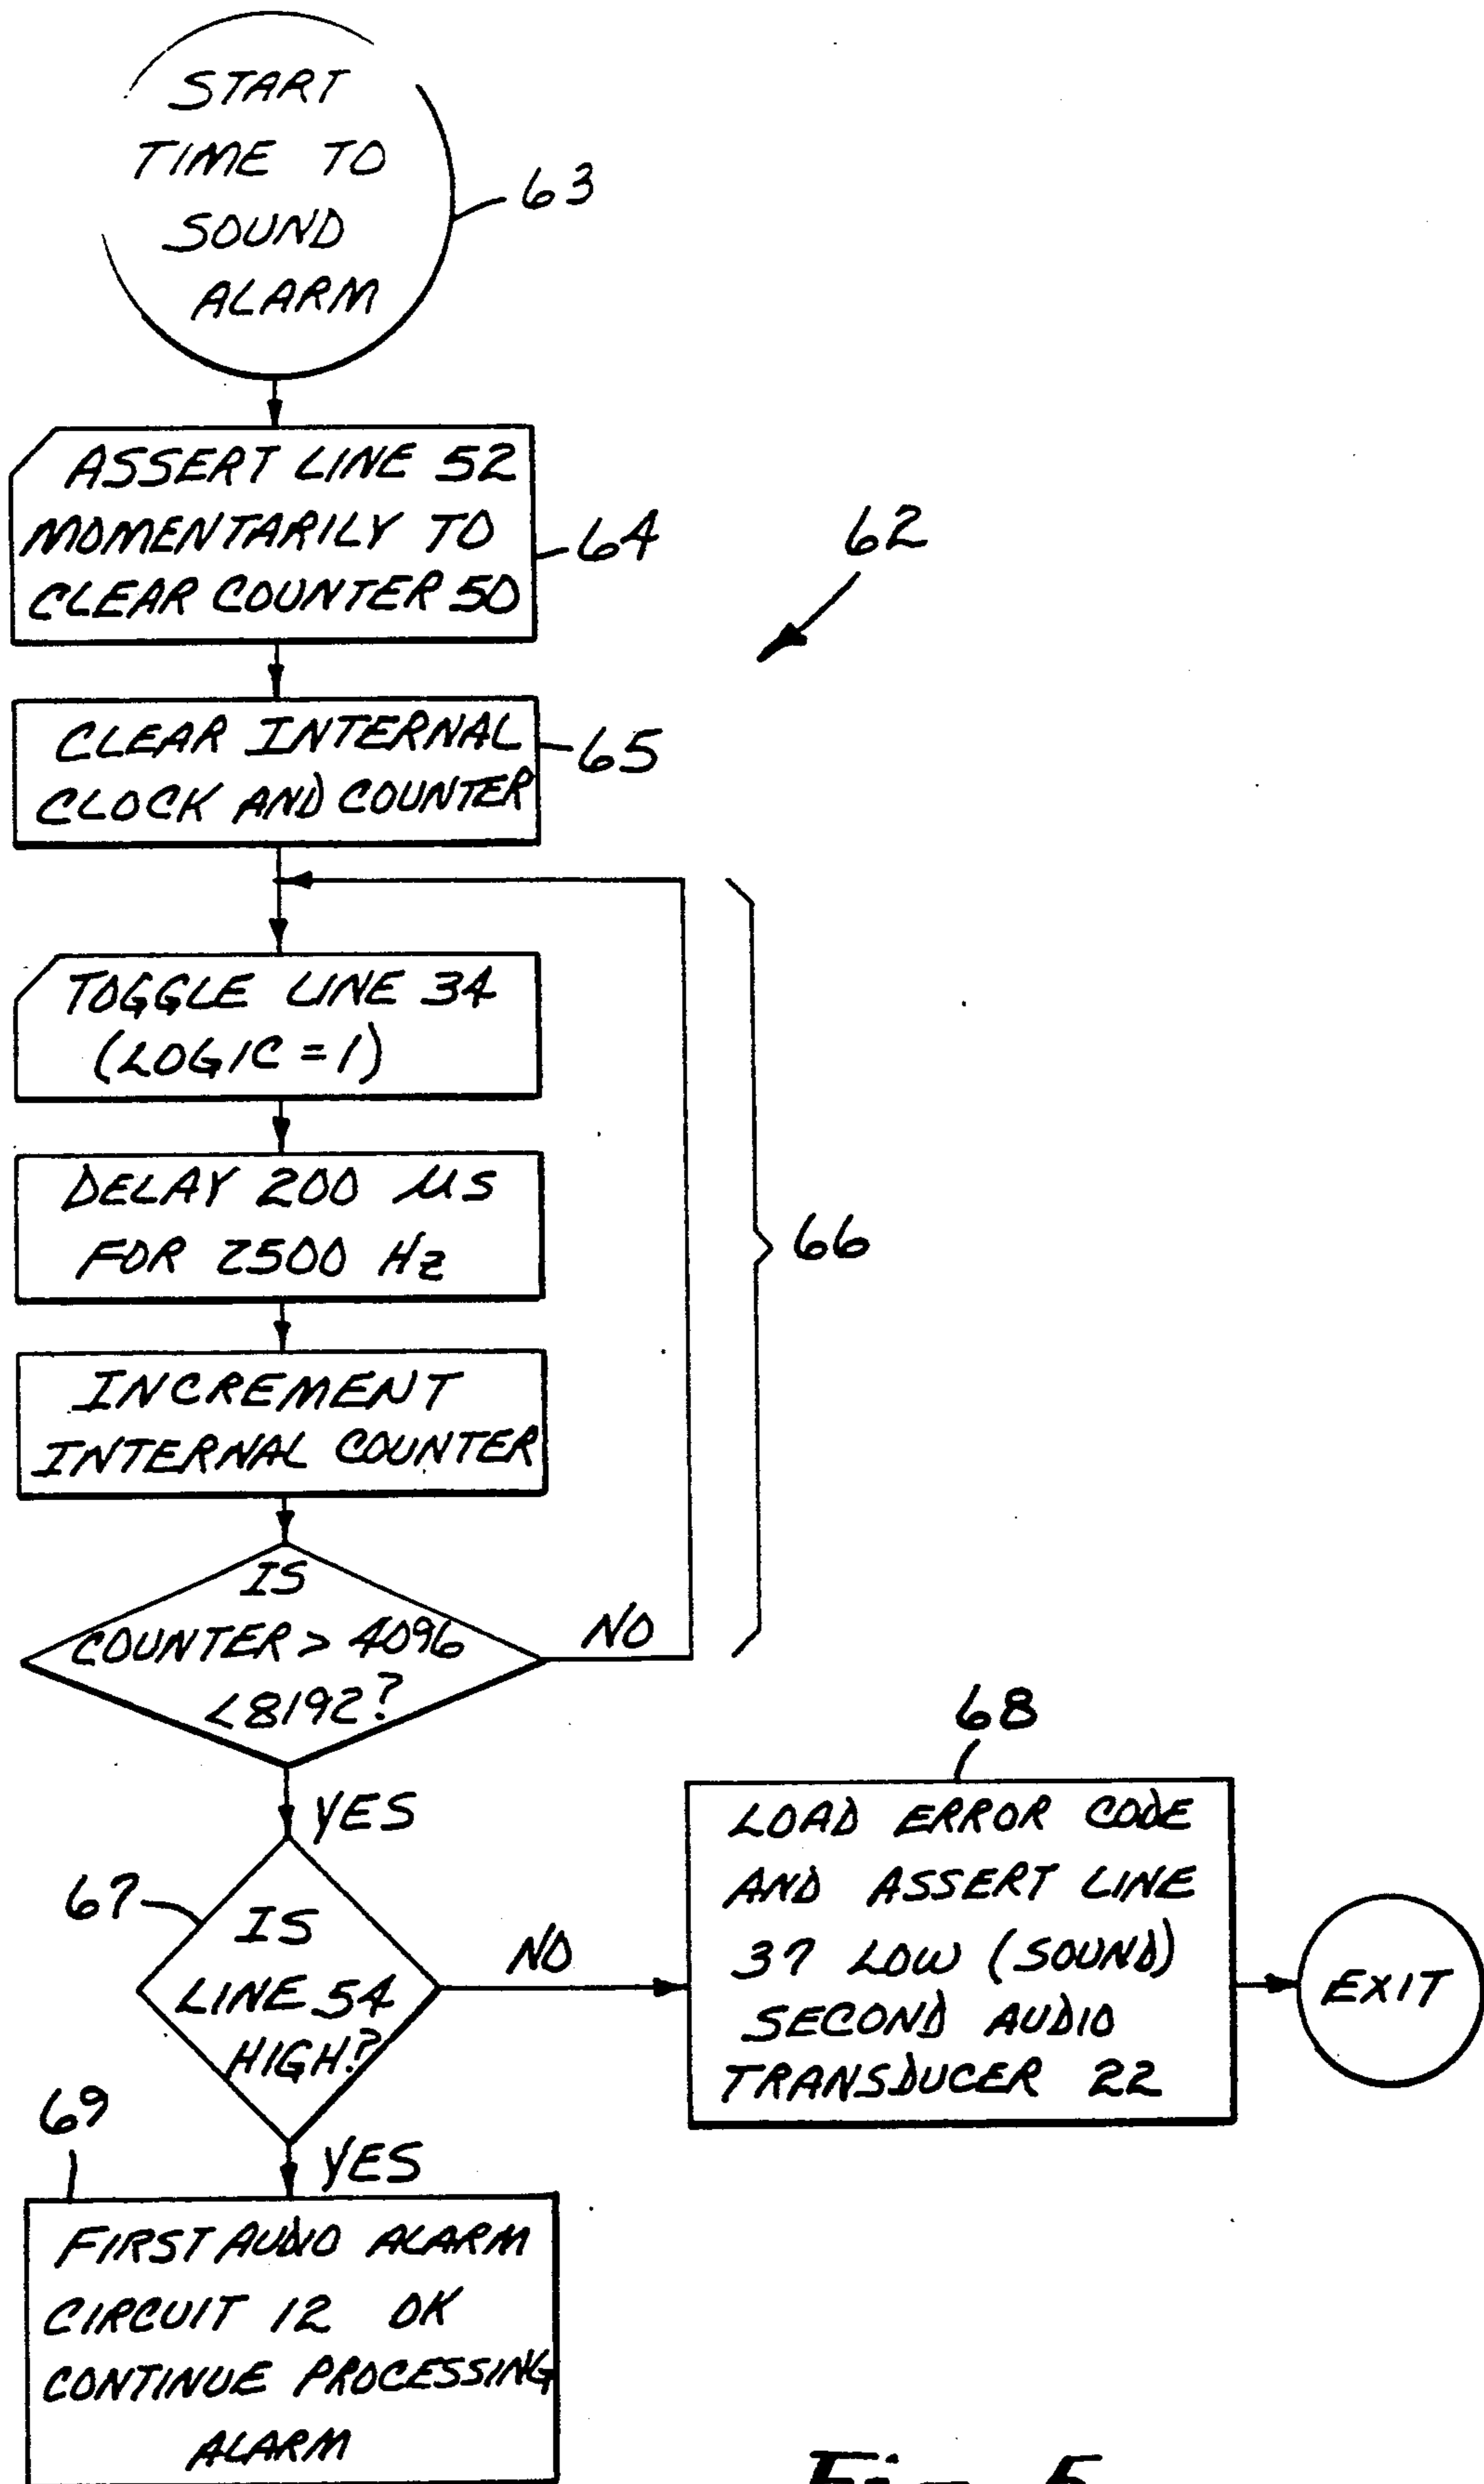 START
TIME TO
SOUND
ALARM
63
ASSERT LINE 52
MOMENTARILY TO
CLEAR COUNTER 50
64
62
CLEAR INTERNAL
CLOCK AND COUNTER
65
TOGGLE LINE 34
(LOGIC = 1)
DELAY 200 µs
FOR 2500 Hz
66
INCREMENT
INTERNAL COUNTER
IS
COUNTER > 4096
<8192?
NO
YES
67
IS
LINE 54
HIGH?
NO
68
LOAD ERROR CODE
AND ASSERT LINE
37 LOW (SOUND)
SECOND AUDIO
TRANSDUCER 22
EXIT
YES
69
FIRST AUDIO ALARM
CIRCUIT 12 OK
CONTINUE PROCESSING
ALARM
Fig. 5